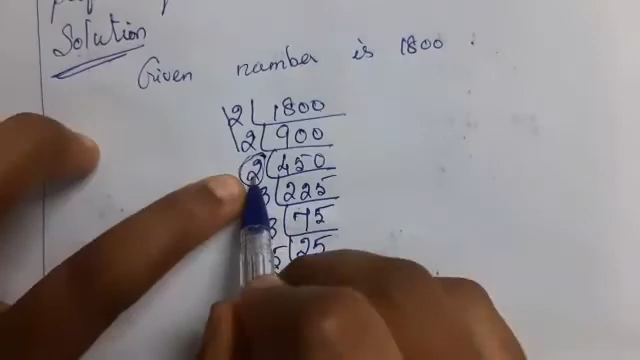 Solution
Given number is 1800 .
2 | 1800
2 | 900
2 | 450
3 | 225
3 | 75
5 | 25